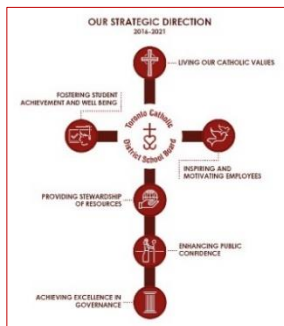 OUR STRATEGIC DIRECTION
2016-2021
LIVING OUR CATHOLIC VALUES
FOSTERING STUDENT
ACHIEVEMENT AND WELL BEING
Toronto Catholic
District School Board
INSPIRING AND
MOTIVATING EMPLOYEES
PROVIDING STEWARDSHIP
OF RESOURCES
ENHANCING PUBLIC
CONFIDENCE
ACHIEVING EXCELLENCE IN
GOVERNANCE